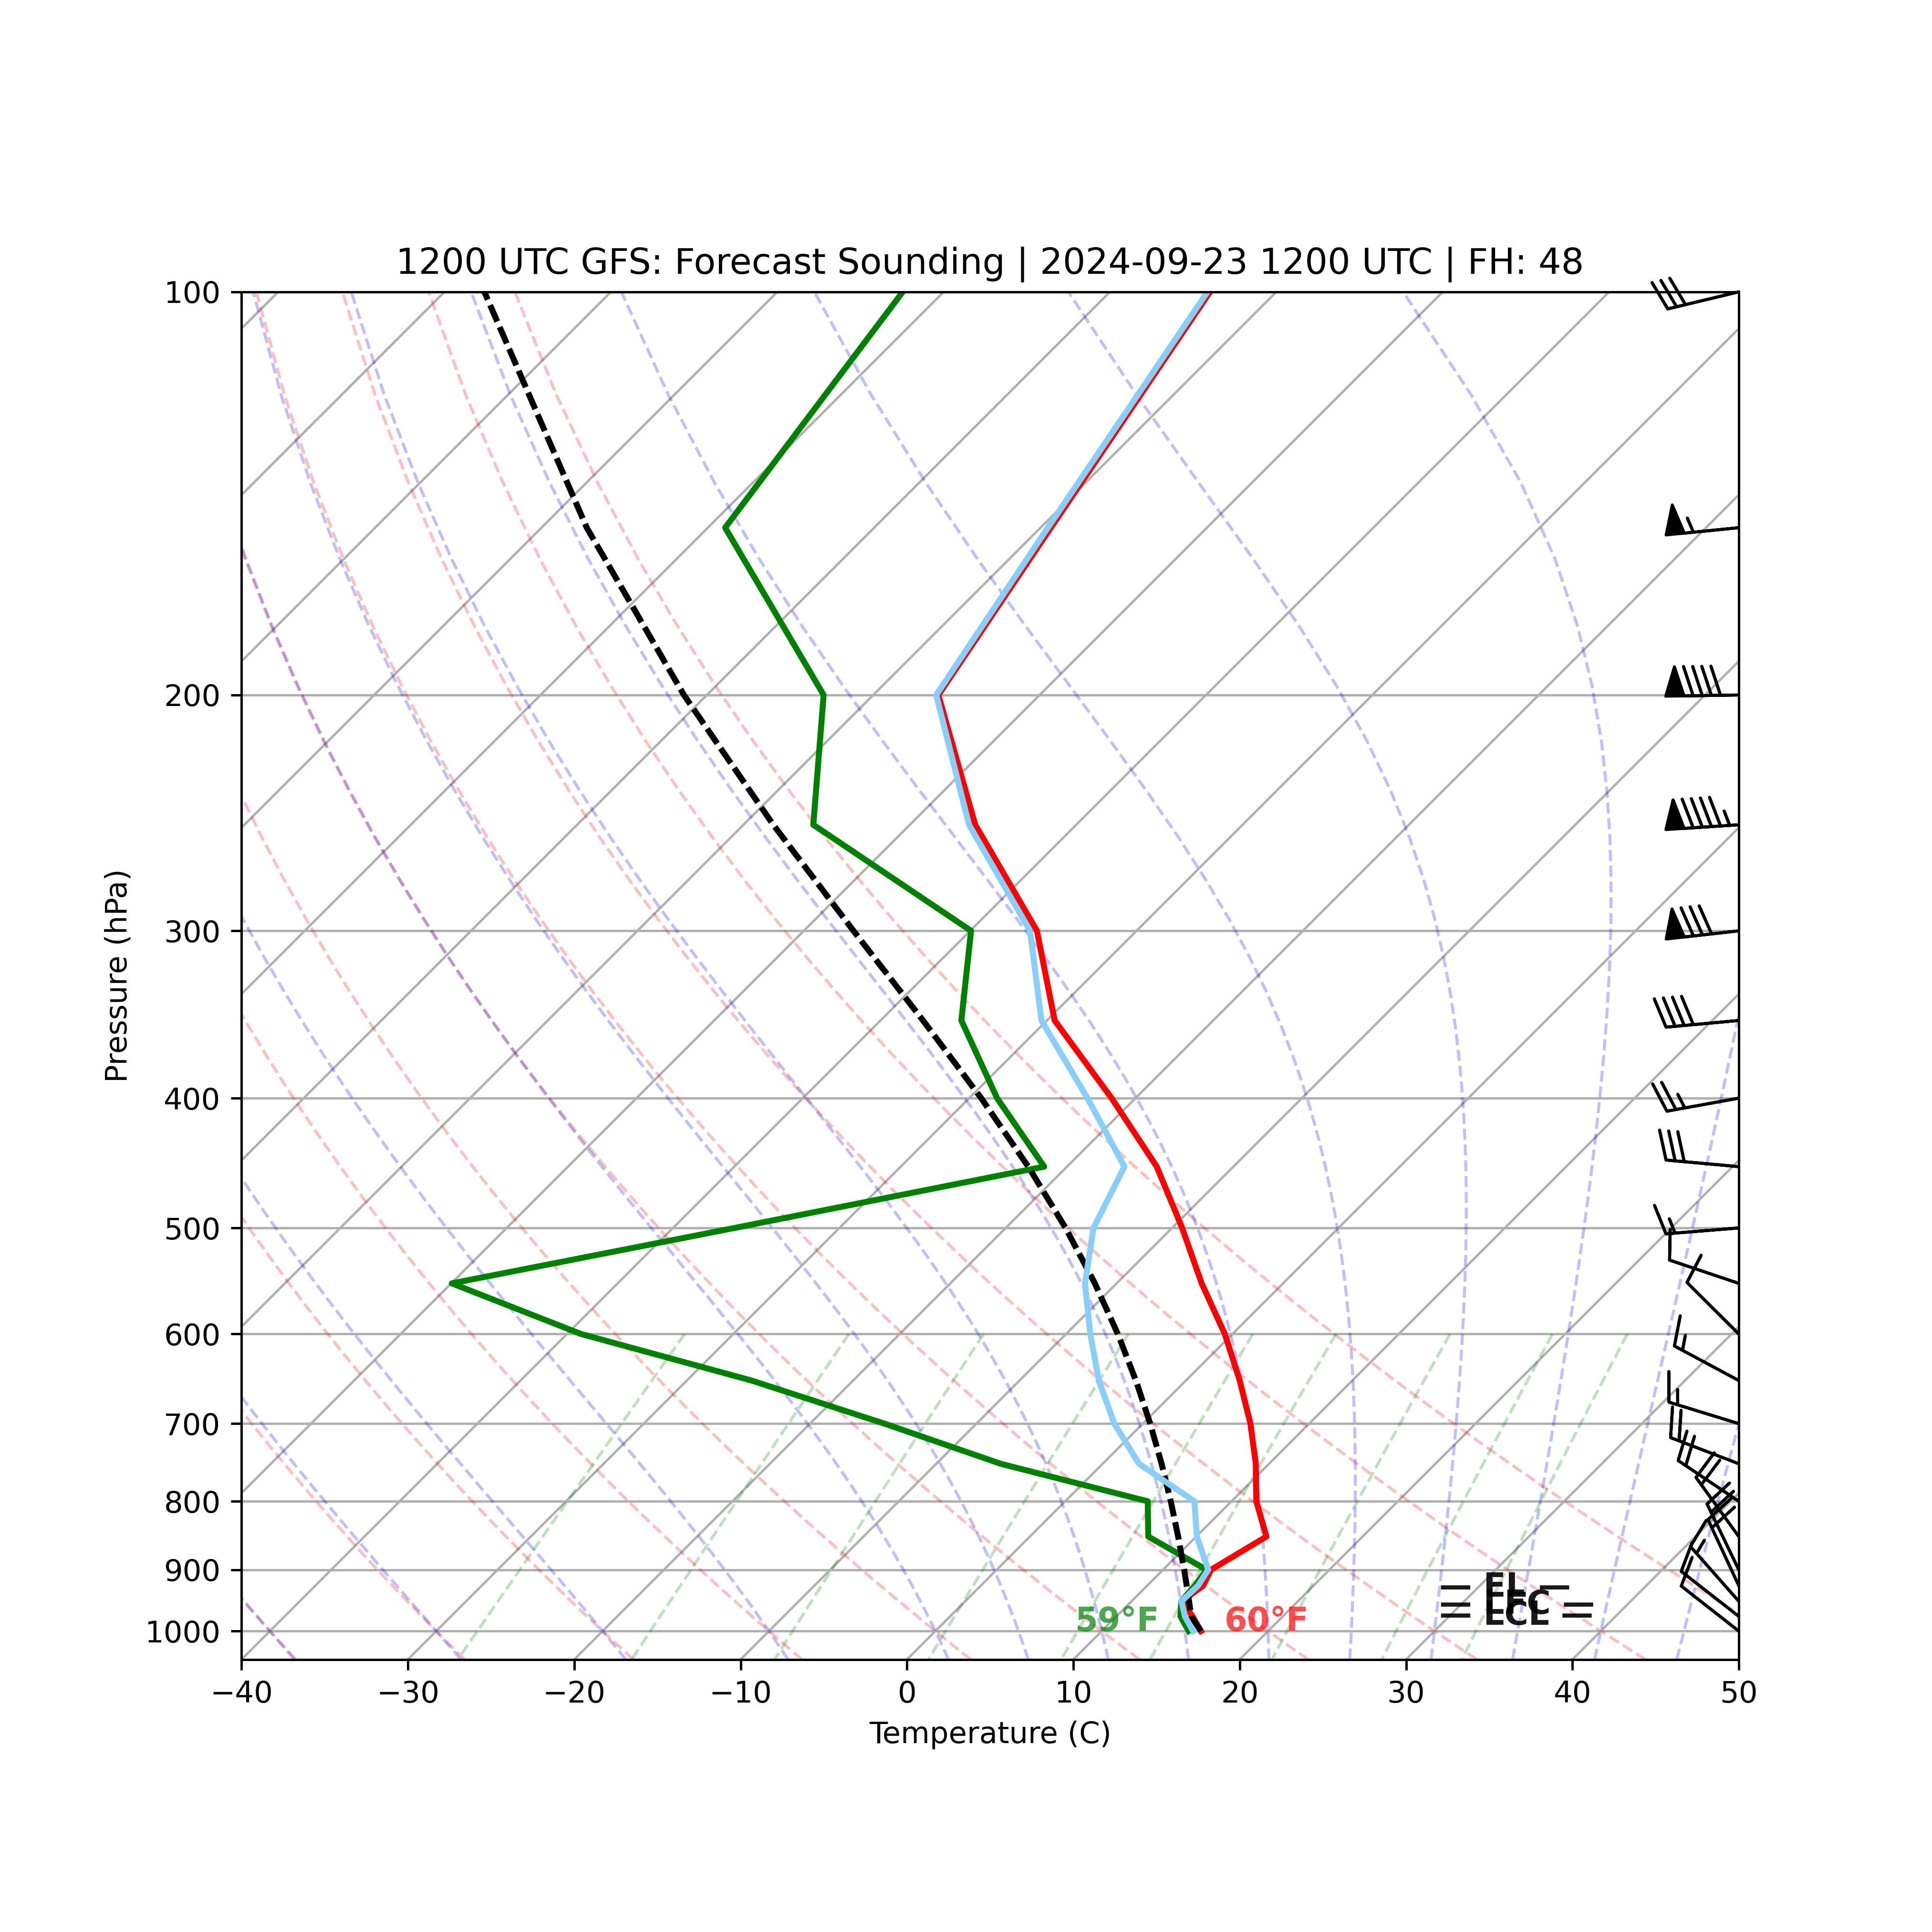 1200 UTC GFS: Forecast Sounding | 2024-09-23 1200 UTC | FH: 48
100
200
300
400
500
600
700
800
900
1000
Pressure (hPa)
59°F
60°F
EL
LCL
−40
−30
−20
−10
0
10
20
30
40
50
Temperature (C)